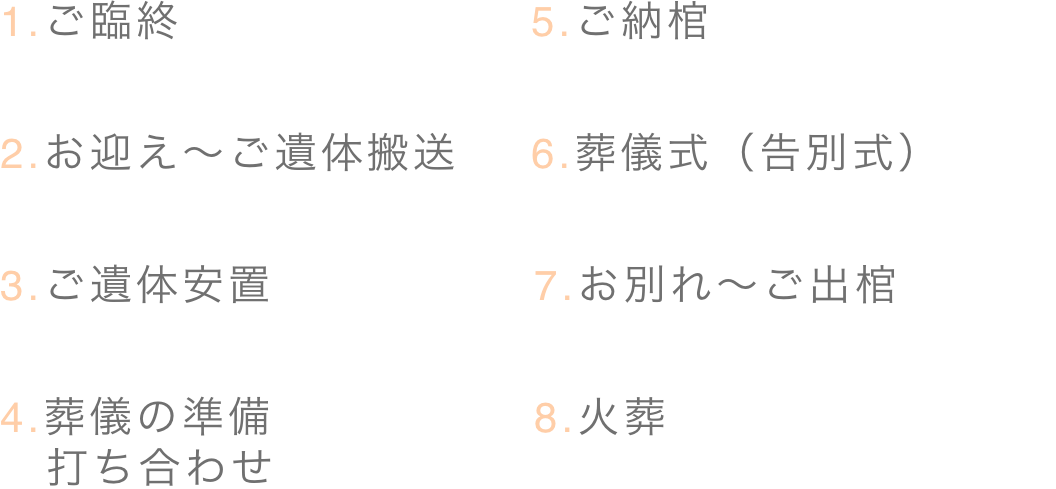 1.ご臨終
2.お迎え～ご遺体搬送
3.ご遺体安置
4.葬儀の準備
打ち合わせ
5.ご納棺
6.葬儀式（告別式）
7.お別れ～ご出棺
8.火葬